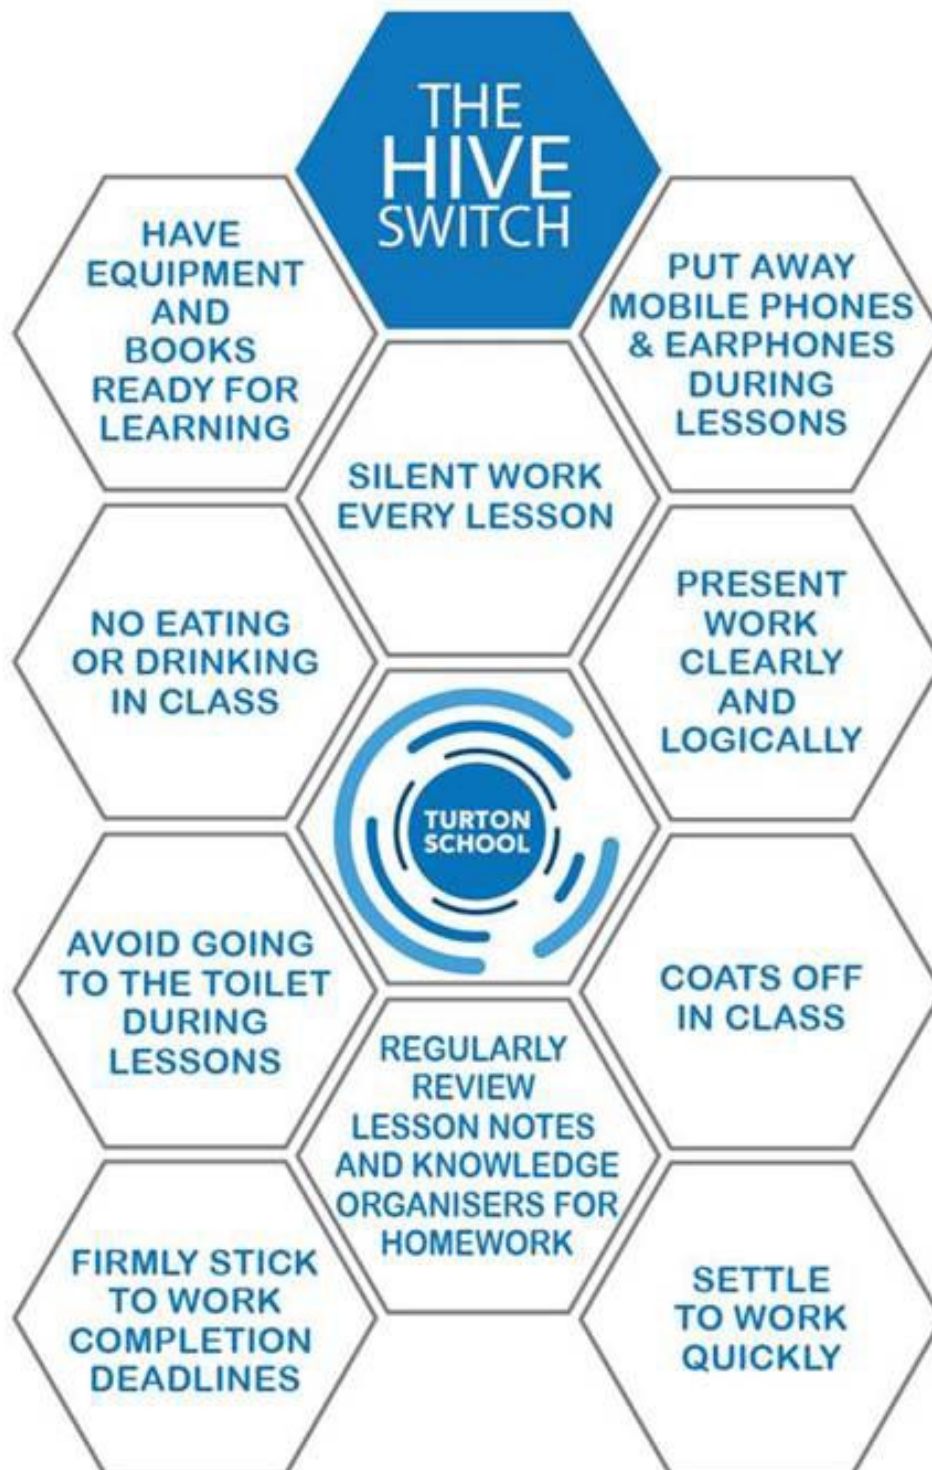 THE
HIVE
SWITCH
HAVE
EQUIPMENT
AND
BOOKS
READY FOR
LEARNING
PUT AWAY
MOBILE PHONES
& EARPHONES
DURING
LESSONS
SILENT WORK
EVERY LESSON
NO EATING
OR DRINKING
IN CLASS
PRESENT
WORK
CLEARLY
AND
LOGICALLY
TURTON
SCHOOL
AVOID GOING
TO THE TOILET
DURING
LESSONS
COATS OFF
IN CLASS
REGULARLY
REVIEW
LESSON NOTES
AND KNOWLEDGE
ORGANISERS FOR
HOMEWORK
FIRMLY STICK
TO WORK
COMPLETION
DEADLINES
SETTLE
TO WORK
QUICKLY